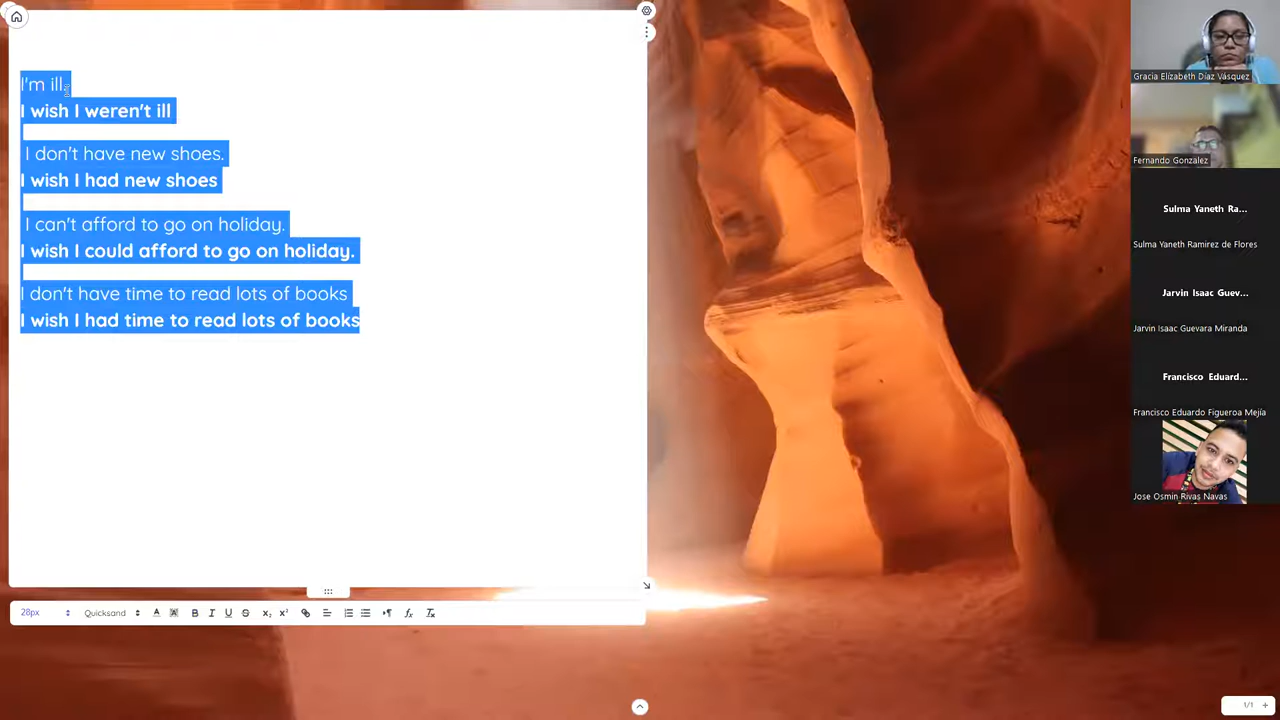 I'm ill.
I wish I weren't ill
I don't have new shoes.
I wish I had new shoes
I can't afford to go on holiday.
I wish I could afford to go on holiday.
I don't have time to read lots of books
I wish I had time to read lots of books
28px Quicksand
1/1
Gracia Elízabeth Díaz Vásquez
Fernando Gonzalez
Sulma Yaneth Ra...
Sulma Yaneth Ramirez de Flores
Jarvin Isaac Guev...
Jarvin Isaac Guevara Miranda
Francisco Eduard...
Francisco Eduardo Figueroa Mejía
Jose Osmin Rivas Navas